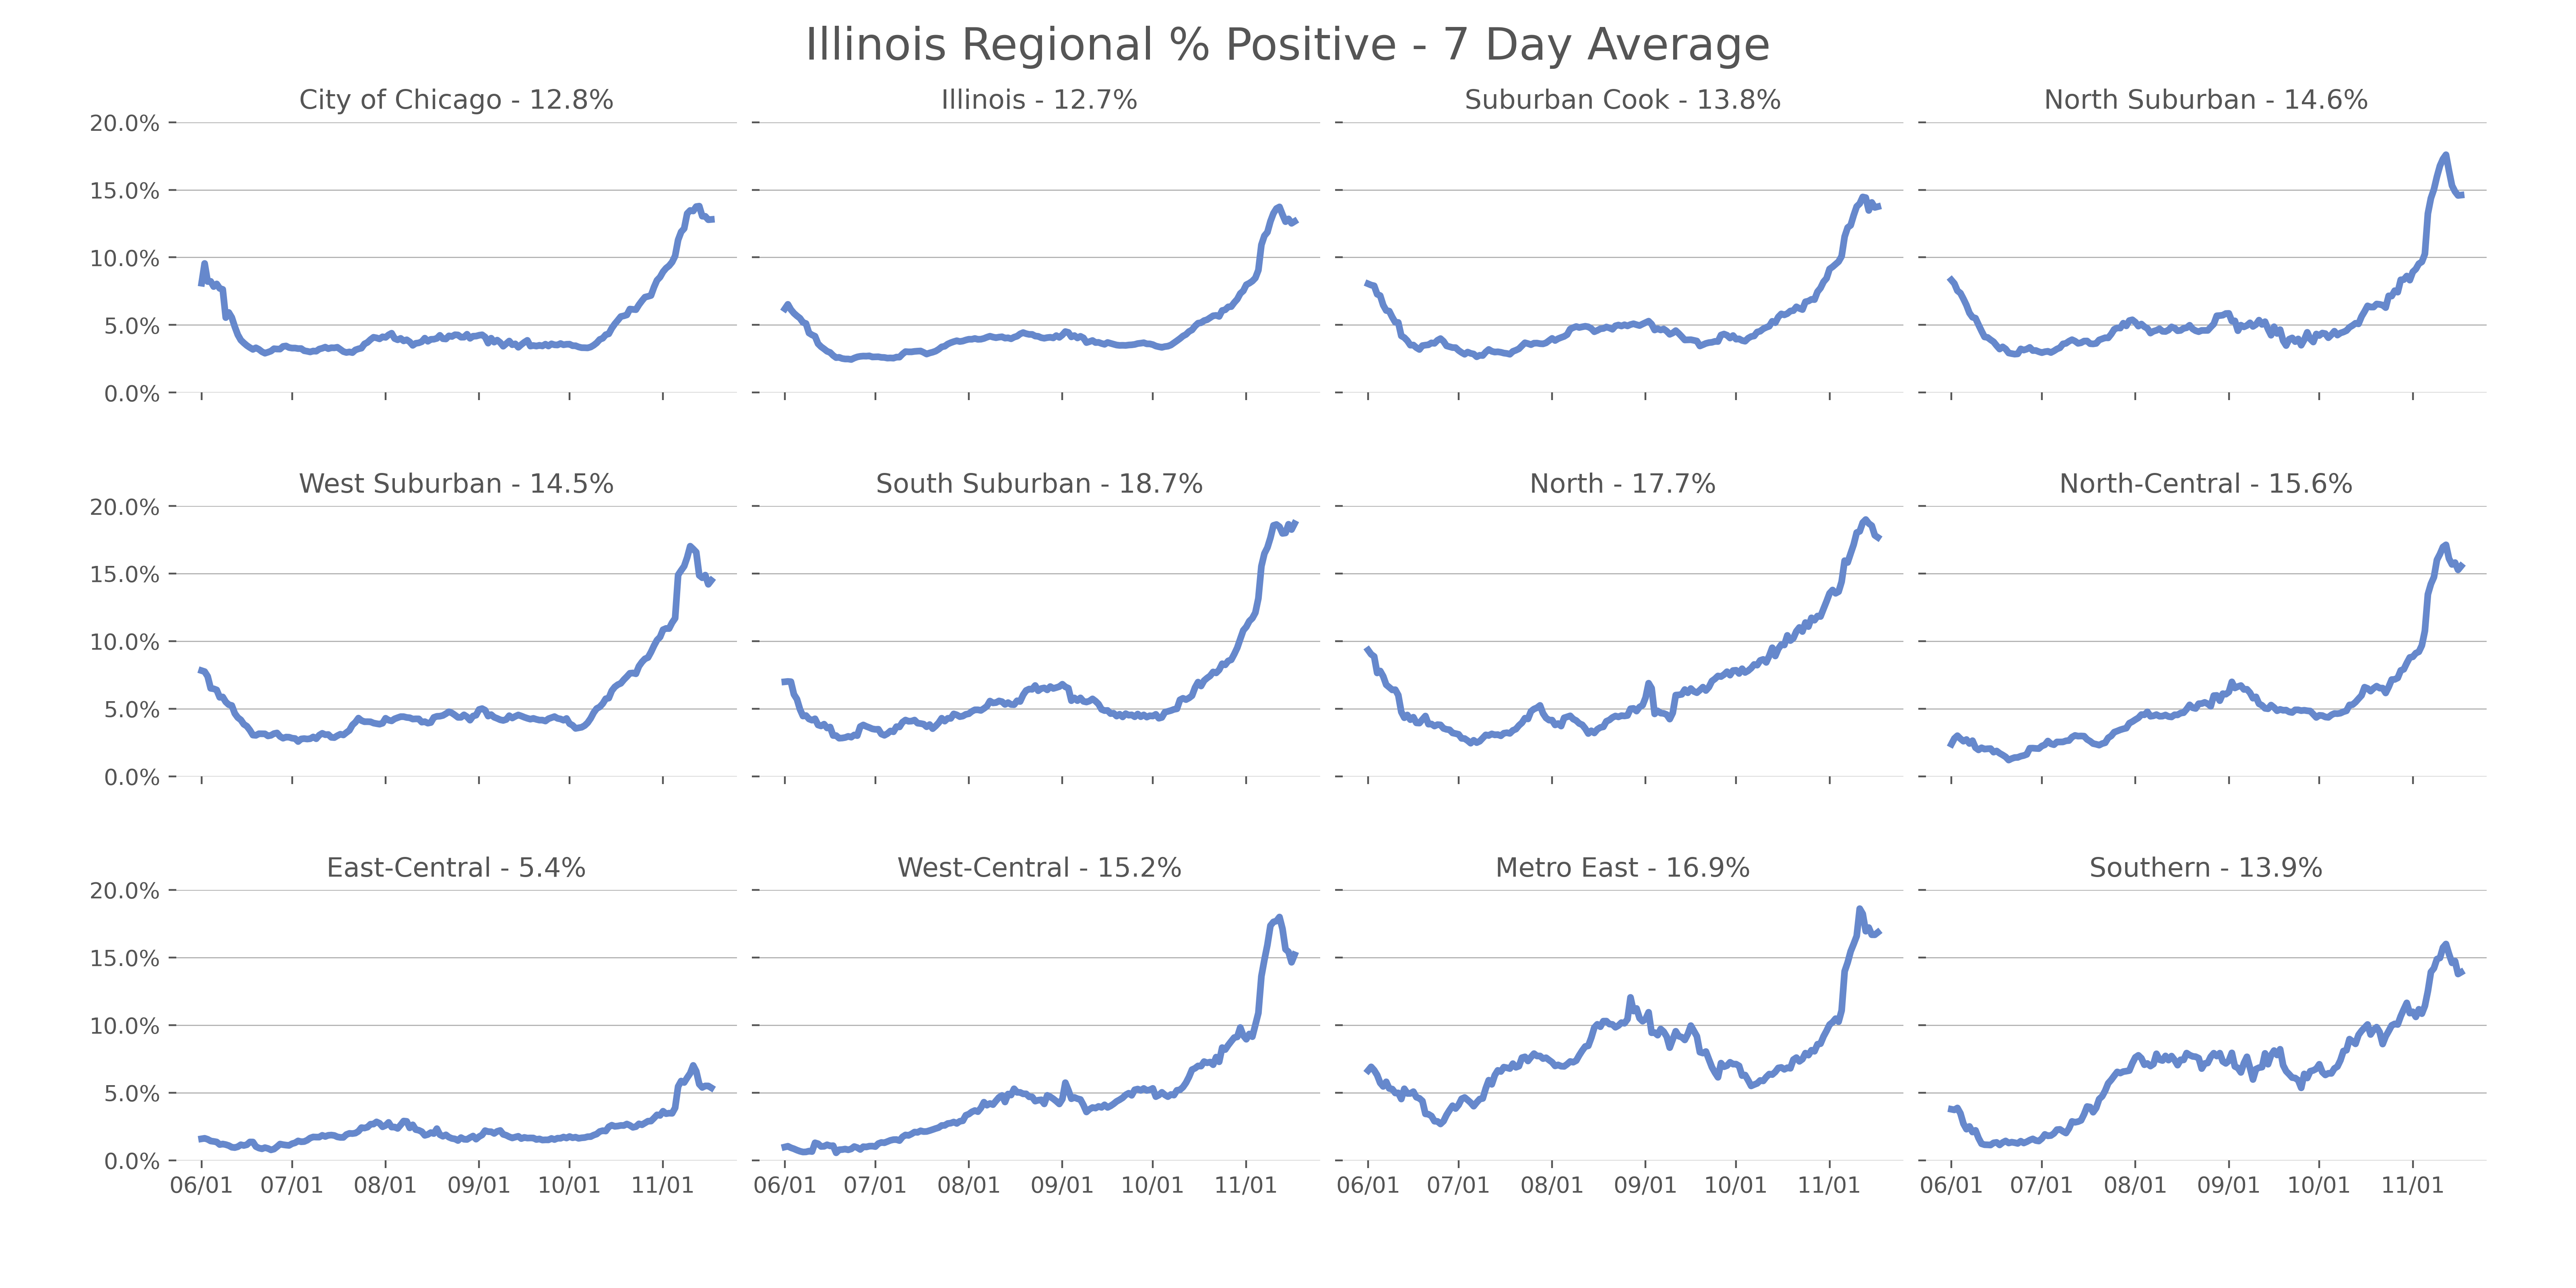 Illinois Regional % Positive - 7 Day Average
City of Chicago - 12.8%
Illinois - 12.7%
Suburban Cook - 13.8%
North Suburban - 14.6%
20.0%
15.0%
10.0%
5.0%
0.0%
West Suburban - 14.5%
South Suburban - 18.7%
North - 17.7%
North-Central - 15.6%
20.0%
15.0%
10.0%
5.0%
0.0%
East-Central - 5.4%
West-Central - 15.2%
Metro East - 16.9%
Southern - 13.9%
20.0%
15.0%
10.0%
5.0%
0.0%
06/01 07/01 08/01 09/01 10/01 11/01
06/01 07/01 08/01 09/01 10/01 11/01
06/01 07/01 08/01 09/01 10/01 11/01
06/01 07/01 08/01 09/01 10/01 11/01